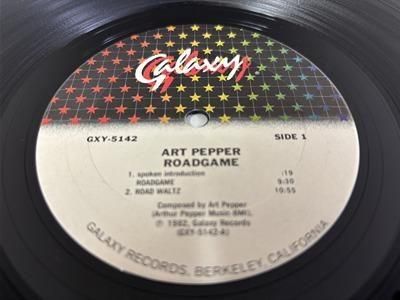 Galaxy
GXY-5142 SIDE 1
ART PEPPER
ROADGAME
1. spoken introduction :19
ROADGAME 9:30
2. ROAD WALTZ 10:55
Composed by Art Pepper
(Arthur Pepper Music-BMI).
℗ 1982, Galaxy Records
(GXY-5142-A)
GALAXY RECORDS, BERKELEY, CALIFORNIA